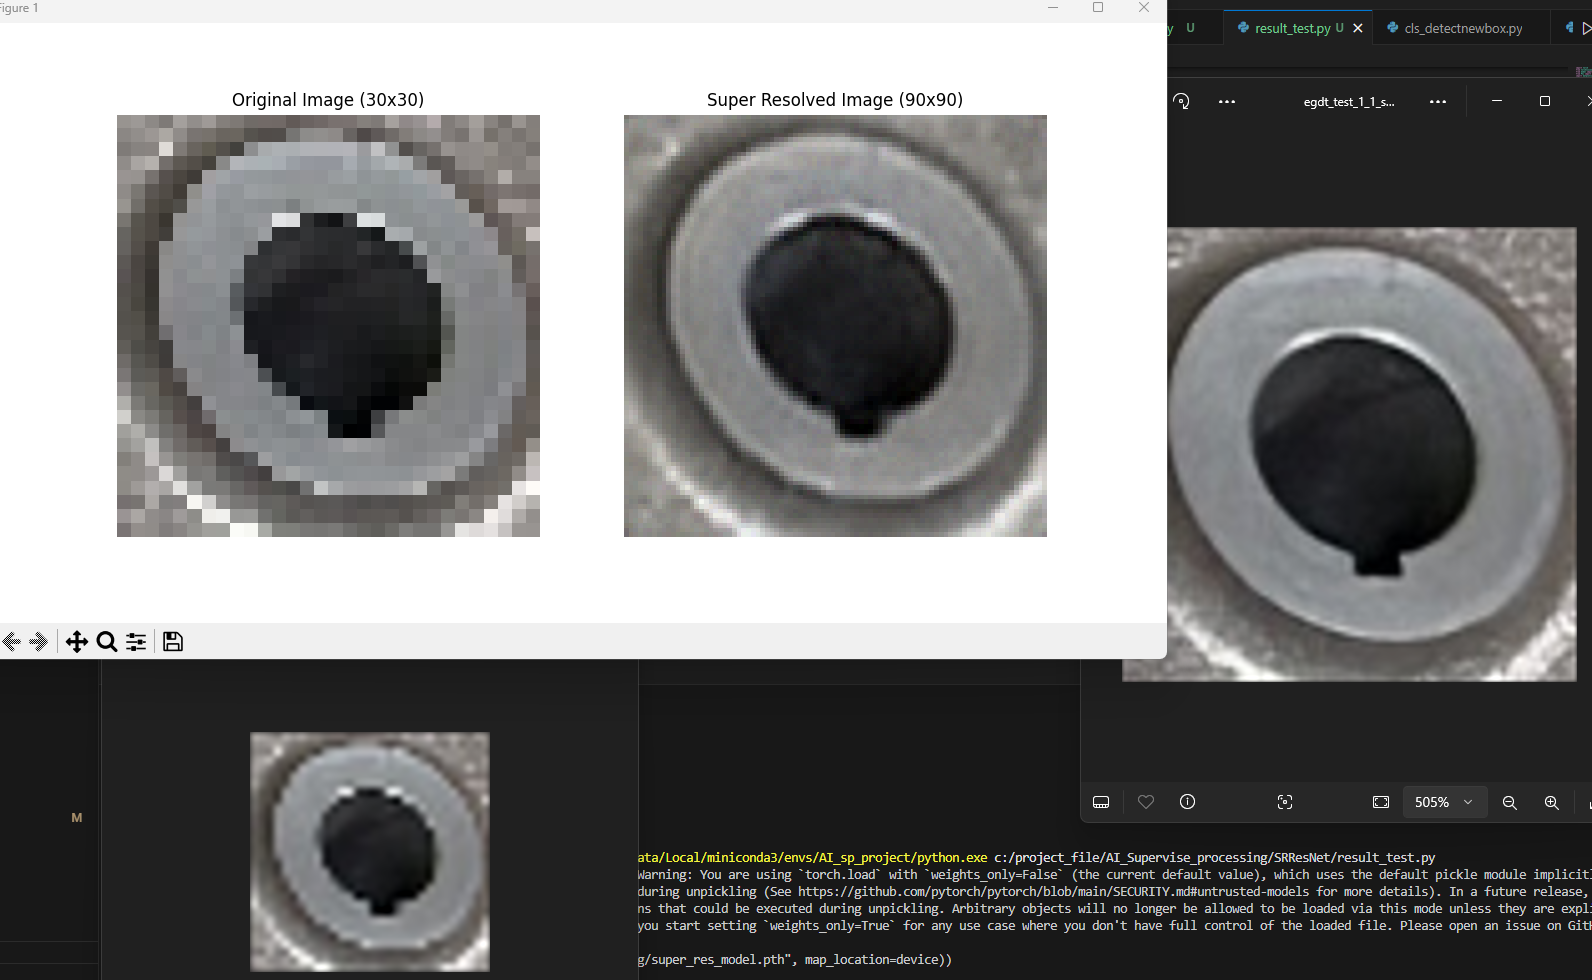 Figure 1
y U
result_test.py U
cls_detectnewbox.py
egdt_test_1_1_s...
Original Image (30x30)
Super Resolved Image (90x90)
M
505%
ata/Local/miniconda3/envs/AI_sp_project/python.exe c:/project_file/AI_Supervise_processing/SRResNet/result_test.py
Warning: You are using `torch.load` with `weights_only=False` (the current default value), which uses the default pickle module implicitl
during unpickling (See https://github.com/pytorch/pytorch/blob/main/SECURITY.md#untrusted-models for more details). In a future release,
ns that could be executed during unpickling. Arbitrary objects will no longer be allowed to be loaded via this mode unless they are expli
you start setting `weights_only=True` for any use case where you don't have full control of the loaded file. Please open an issue on GitH
g/super_res_model.pth", map_location=device))